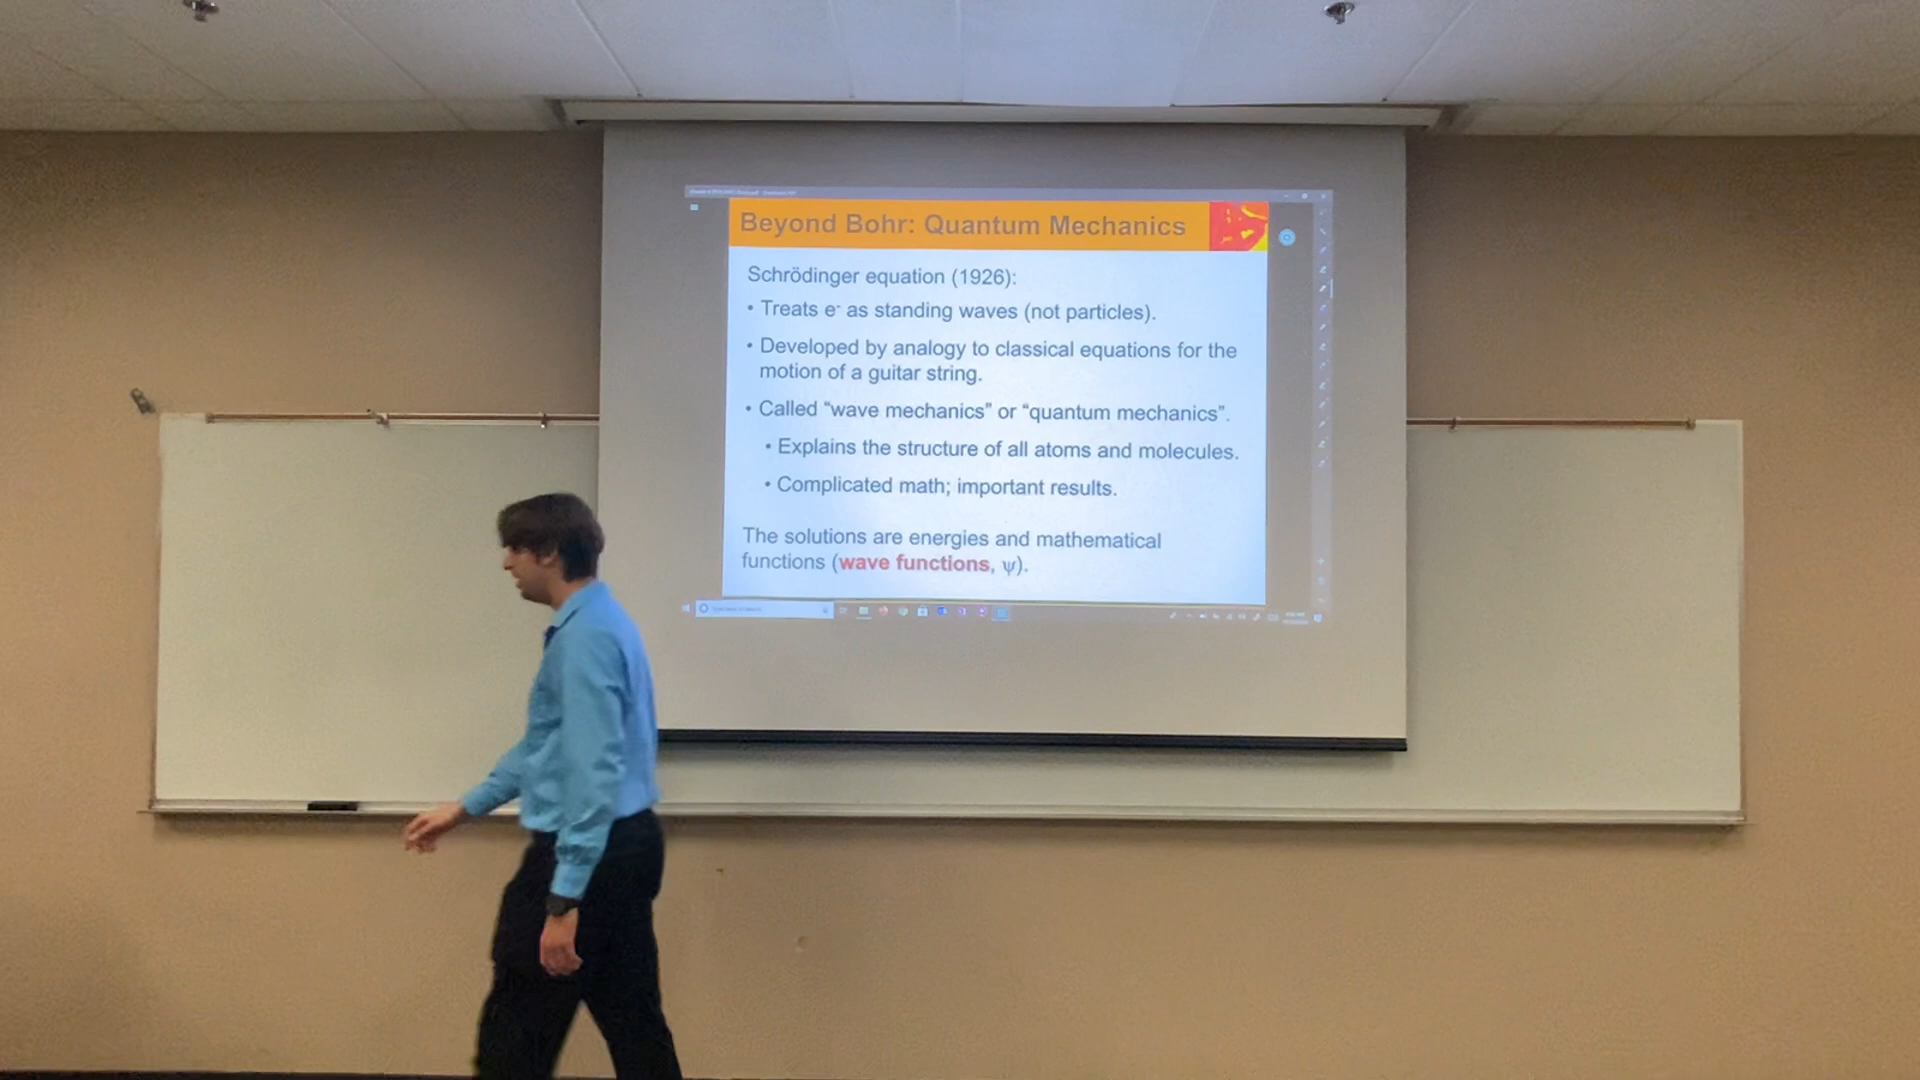 Beyond Bohr: Quantum Mechanics
Schrödinger equation (1926):
• Treats e- as standing waves (not particles).
• Developed by analogy to classical equations for the
motion of a guitar string.
• Called “wave mechanics” or “quantum mechanics”.
• Explains the structure of all atoms and molecules.
• Complicated math; important results.
The solutions are energies and mathematical
functions (wave functions, ψ).